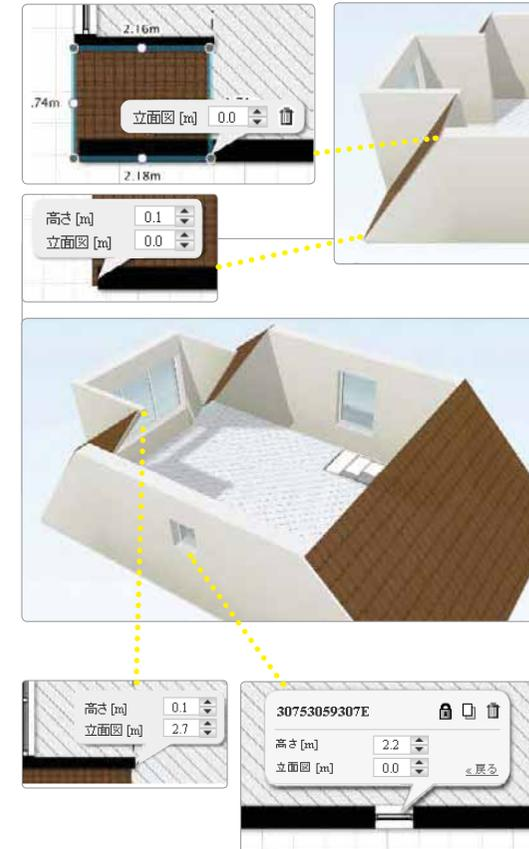 2.16m
.74m
立面図 [m] 0.0
2.18m
高さ [m] 0.1
立面図 [m] 0.0
高さ [m] 0.1
立面図 [m] 2.7
30753059307E
高さ [m] 2.2
立面図 [m] 0.0
«戻る